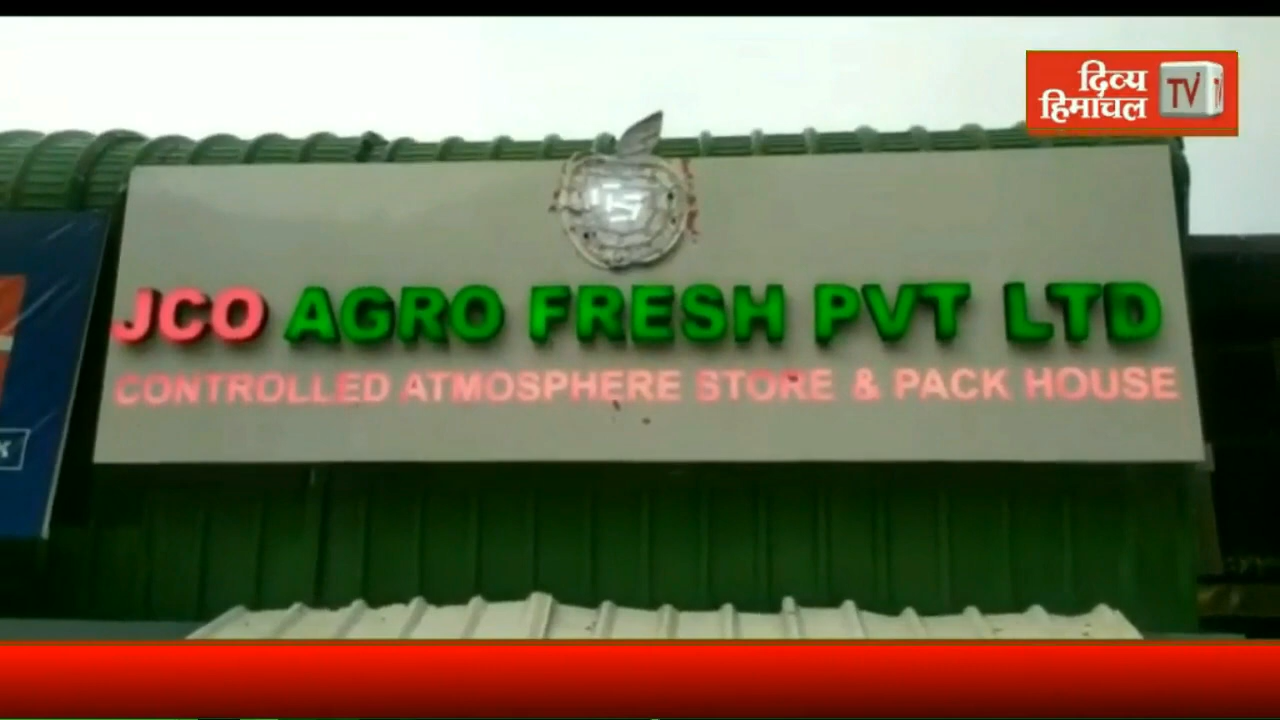 दिव्य
हिमाचल
TV
JCO AGRO FRESH PVT LTD
CONTROLLED ATMOSPHERE STORE & PACK HOUSE